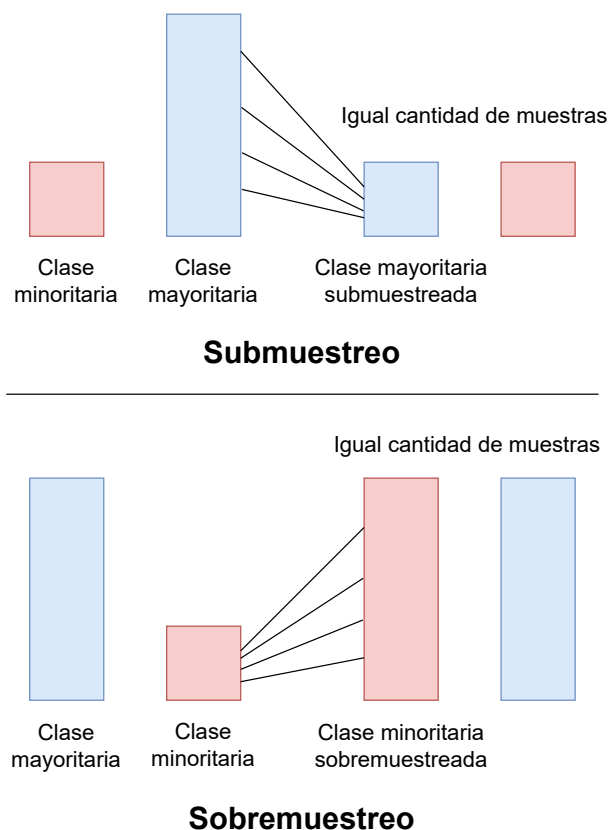 Igual cantidad de muestras
Clase
minoritaria
Clase
mayoritaria
Clase mayoritaria
submuestreada
Submuestreo
Igual cantidad de muestras
Clase
mayoritaria
Clase
minoritaria
Clase minoritaria
sobremuestreada
Sobremuestreo